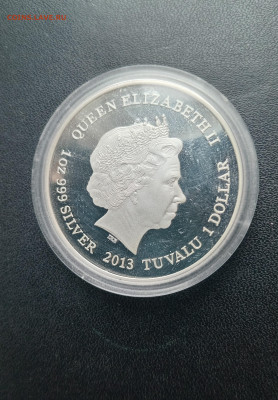 QUEEN ELIZABETH II
1oz 999 SILVER 2013 TUVALU 1 DOLLAR